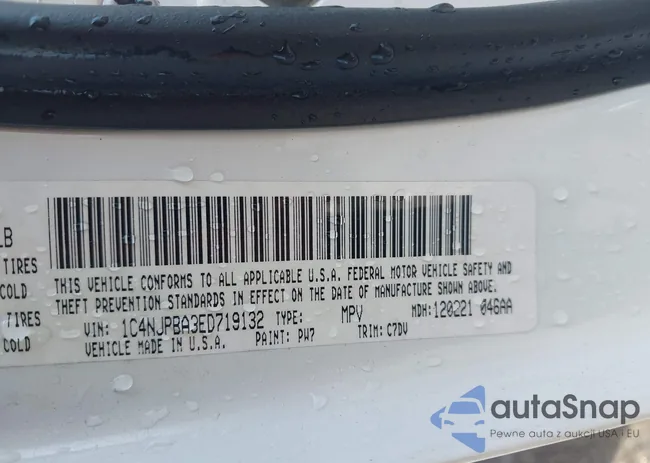 LB
TIRES
COLD
TIRES
COLD
THIS VEHICLE CONFORMS TO ALL APPLICABLE U.S.A. FEDERAL MOTOR VEHICLE SAFETY AND
THEFT PREVENTION STANDARDS IN EFFECT ON THE DATE OF MANUFACTURE SHOWN ABOVE.
VIN: 1C4NJPBA3ED719132 TYPE: MPV MDH: 120221 046AA
VEHICLE MADE IN U.S.A. PAINT: PW7 TRIM: C7DV
autaSnap
Pewne auta z aukcji USA i EU